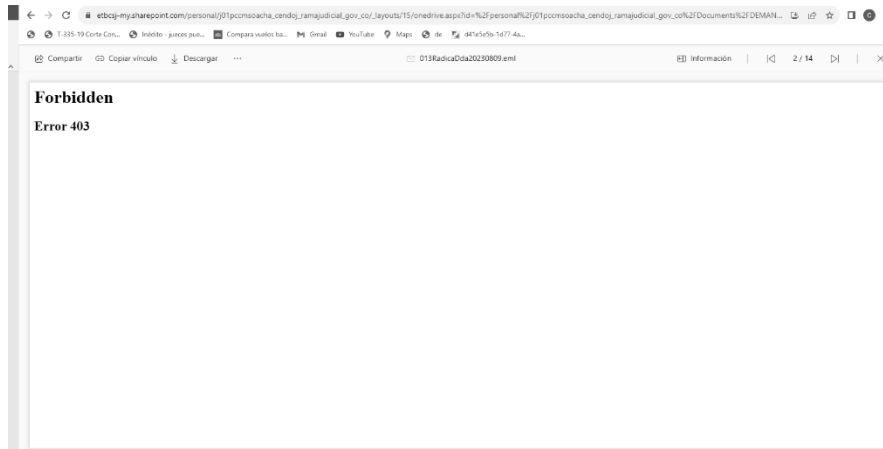 etbcsj-my.sharepoint.com/personal/j01pccmsoacha_cendoj_ramajudicial_gov_co/_layouts/15/onedrive.aspx?id=%2Fpersonal%2Fj01pccmsoacha_cendoj_ramajudicial_gov_co%2FDocuments%2FDEMAN...
T-335-19 Corte Con... Inédito - jueces pue... Compara vuelos ba... Gmail YouTube Maps de d41e5e5b-1d77-4a...
Compartir Copiar vínculo Descargar ... 013RadicaDda20230809.eml Información 2 / 14
Forbidden
Error 403